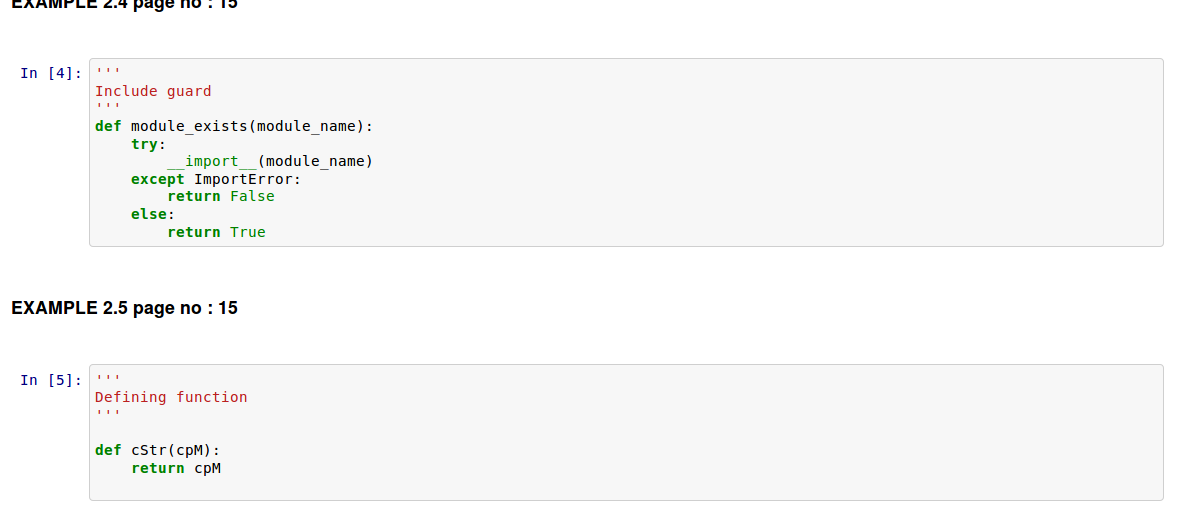 EXAMPLE 2.4 page no : 15
In [4]:
'''
Include guard
'''
def module_exists(module_name):
    try:
        __import__(module_name)
    except ImportError:
        return False
    else:
        return True
EXAMPLE 2.5 page no : 15
In [5]:
'''
Defining function
'''
def cStr(cpM):
    return cpM